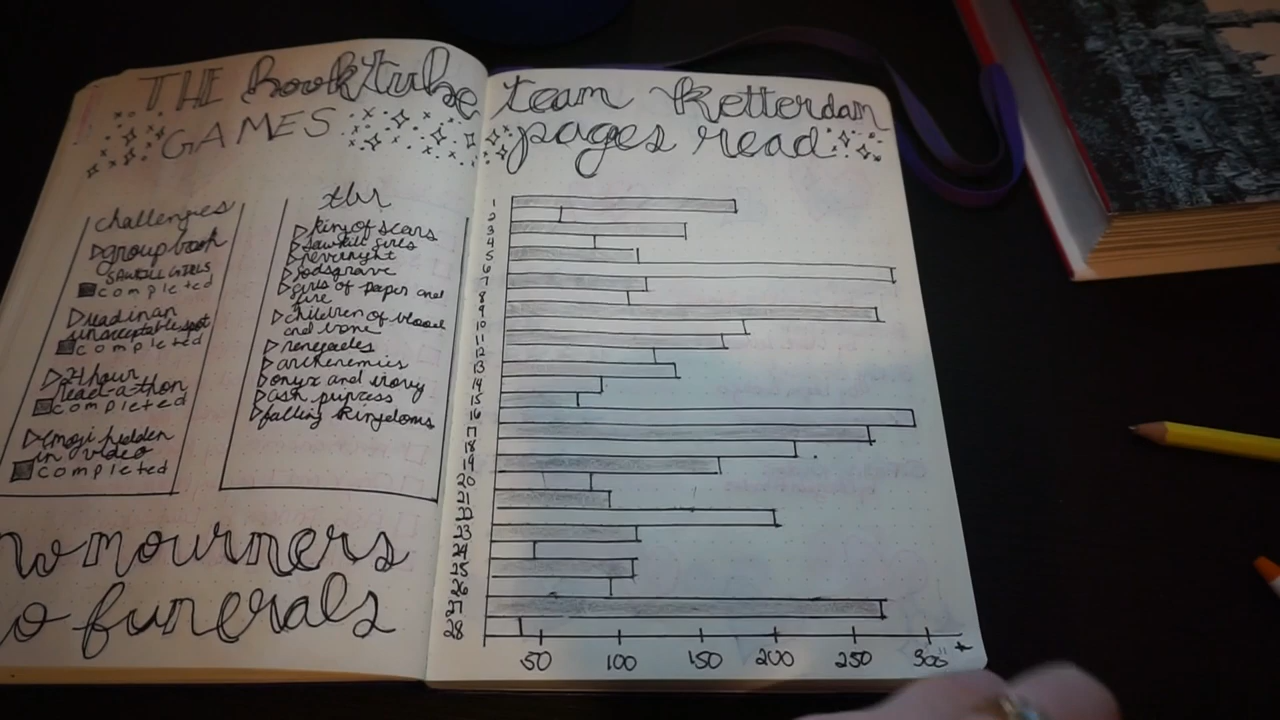 THE booktube
GAMES
challenges
group book
SAWKILL GIRLS
completed
read in an
unacceptable spot
completed
24 hour
read-a-thon
completed
emoji hidden
in video
completed
tbr
king of scars
sawkill girls
nevernight
godsgrave
girls of paper and
fire
children of blood
and bone
renegades
archenemies
onyx and ivory
ash princess
falling kingdoms
mourners
funerals
team Ketterdam
pages read
1
2
3
4
5
6
7
8
9
10
11
12
13
14
15
16
17
18
19
20
21
22
23
24
25
26
27
28
50 100 150 200 250 300